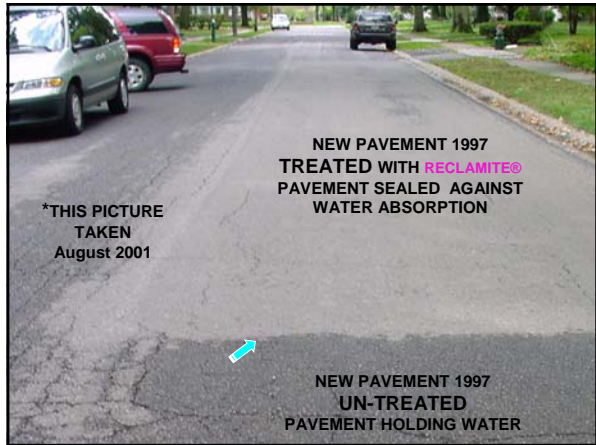 NEW PAVEMENT 1997
TREATED WITH RECLAMITE®
PAVEMENT SEALED AGAINST
WATER ABSORPTION
*THIS PICTURE
TAKEN
August 2001
NEW PAVEMENT 1997
UN-TREATED
PAVEMENT HOLDING WATER